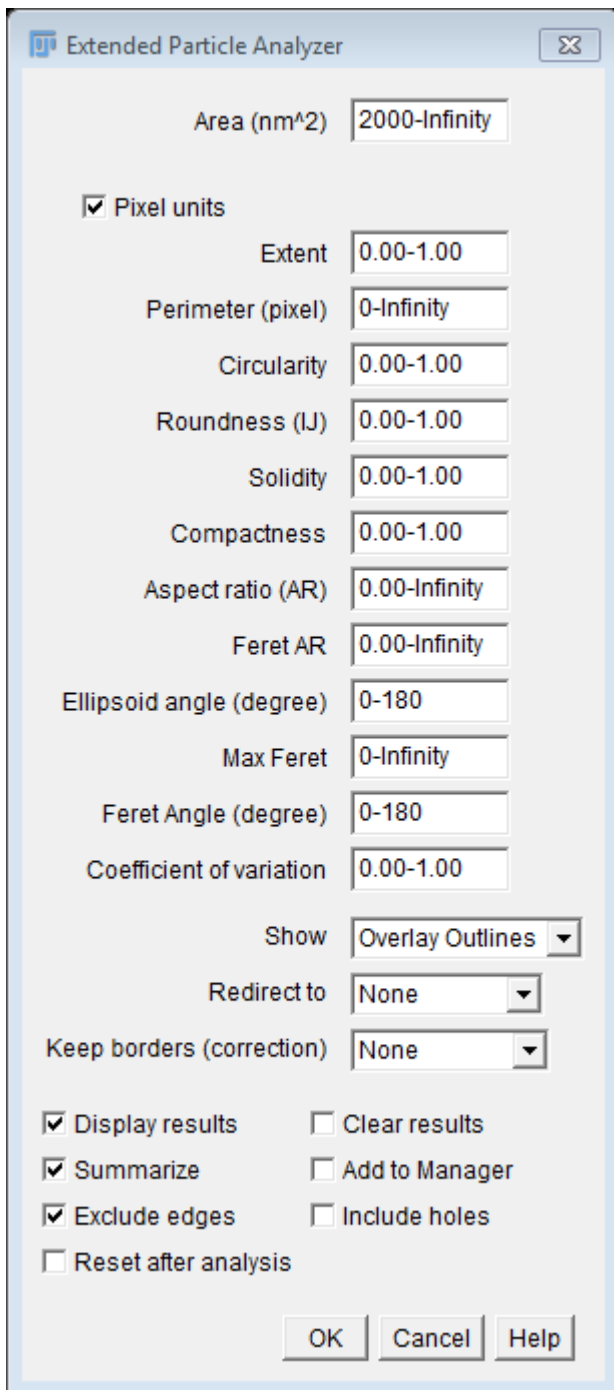 Extended Particle Analyzer
Area (nm^2) 2000-Infinity
Pixel units
Extent 0.00-1.00
Perimeter (pixel) 0-Infinity
Circularity 0.00-1.00
Roundness (IJ) 0.00-1.00
Solidity 0.00-1.00
Compactness 0.00-1.00
Aspect ratio (AR) 0.00-Infinity
Feret AR 0.00-Infinity
Ellipsoid angle (degree) 0-180
Max Feret 0-Infinity
Feret Angle (degree) 0-180
Coefficient of variation 0.00-1.00
Show Overlay Outlines
Redirect to None
Keep borders (correction) None
Display results Clear results
Summarize Add to Manager
Exclude edges Include holes
Reset after analysis
OK Cancel Help